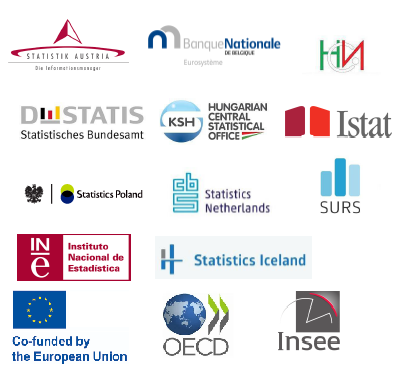 STATISTIK AUSTRIA
Die Informationsmanager
BanqueNationale
DE BELGIQUE
Eurosystème
DESTATIS
Statistisches Bundesamt
KSH
HUNGARIAN
CENTRAL
STATISTICAL
OFFICE
Istat
Statistics Poland
cbs
Statistics
Netherlands
SURS
INe
Instituto
Nacional de
Estadística
Statistics Iceland
Co-funded by
the European Union
OECD
Insee